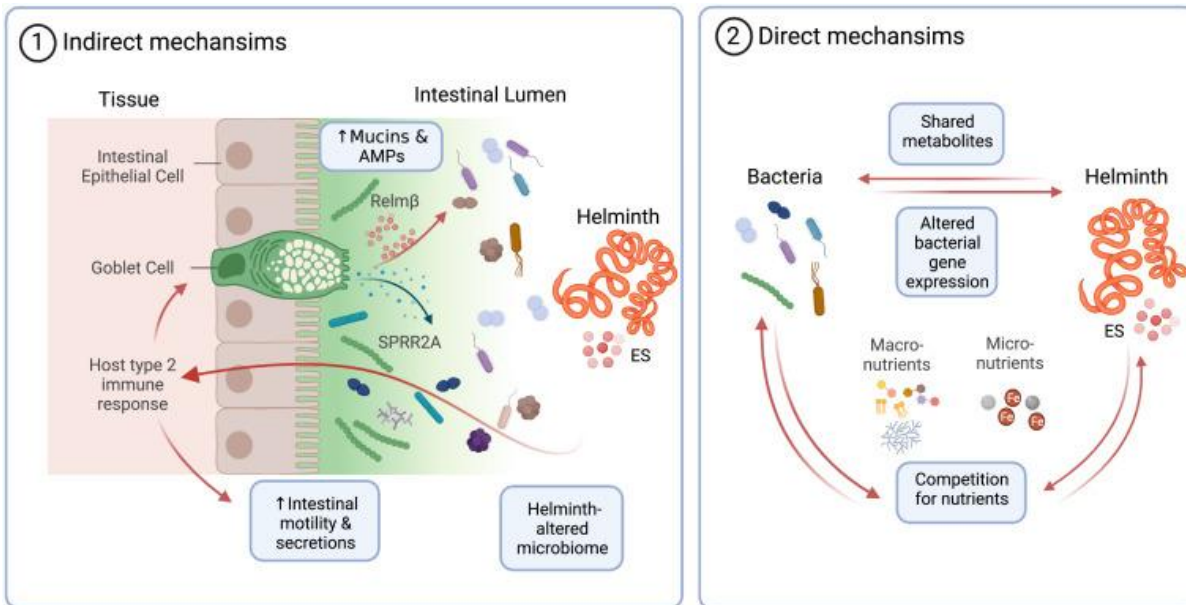 1 Indirect mechansims
Tissue
Intestinal Lumen
Intestinal
Epithelial Cell
↑Mucins &
AMPs
Relmβ
Helminth
Goblet Cell
SPRR2A
ES
Host type 2
immune
response
↑Intestinal
motility &
secretions
Helminth-
altered
microbiome
2 Direct mechansims
Shared
metabolites
Bacteria
Helminth
Altered
bacterial
gene
expression
ES
Macro-
nutrients
Micro-
nutrients
Fe
Fe
Fe
Competition
for nutrients